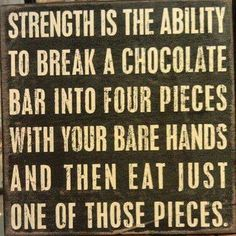 STRENGTH IS THE ABILITY
TO BREAK A CHOCOLATE
BAR INTO FOUR PIECES
WITH YOUR BARE HANDS
AND THEN EAT JUST
ONE OF THOSE PIECES.